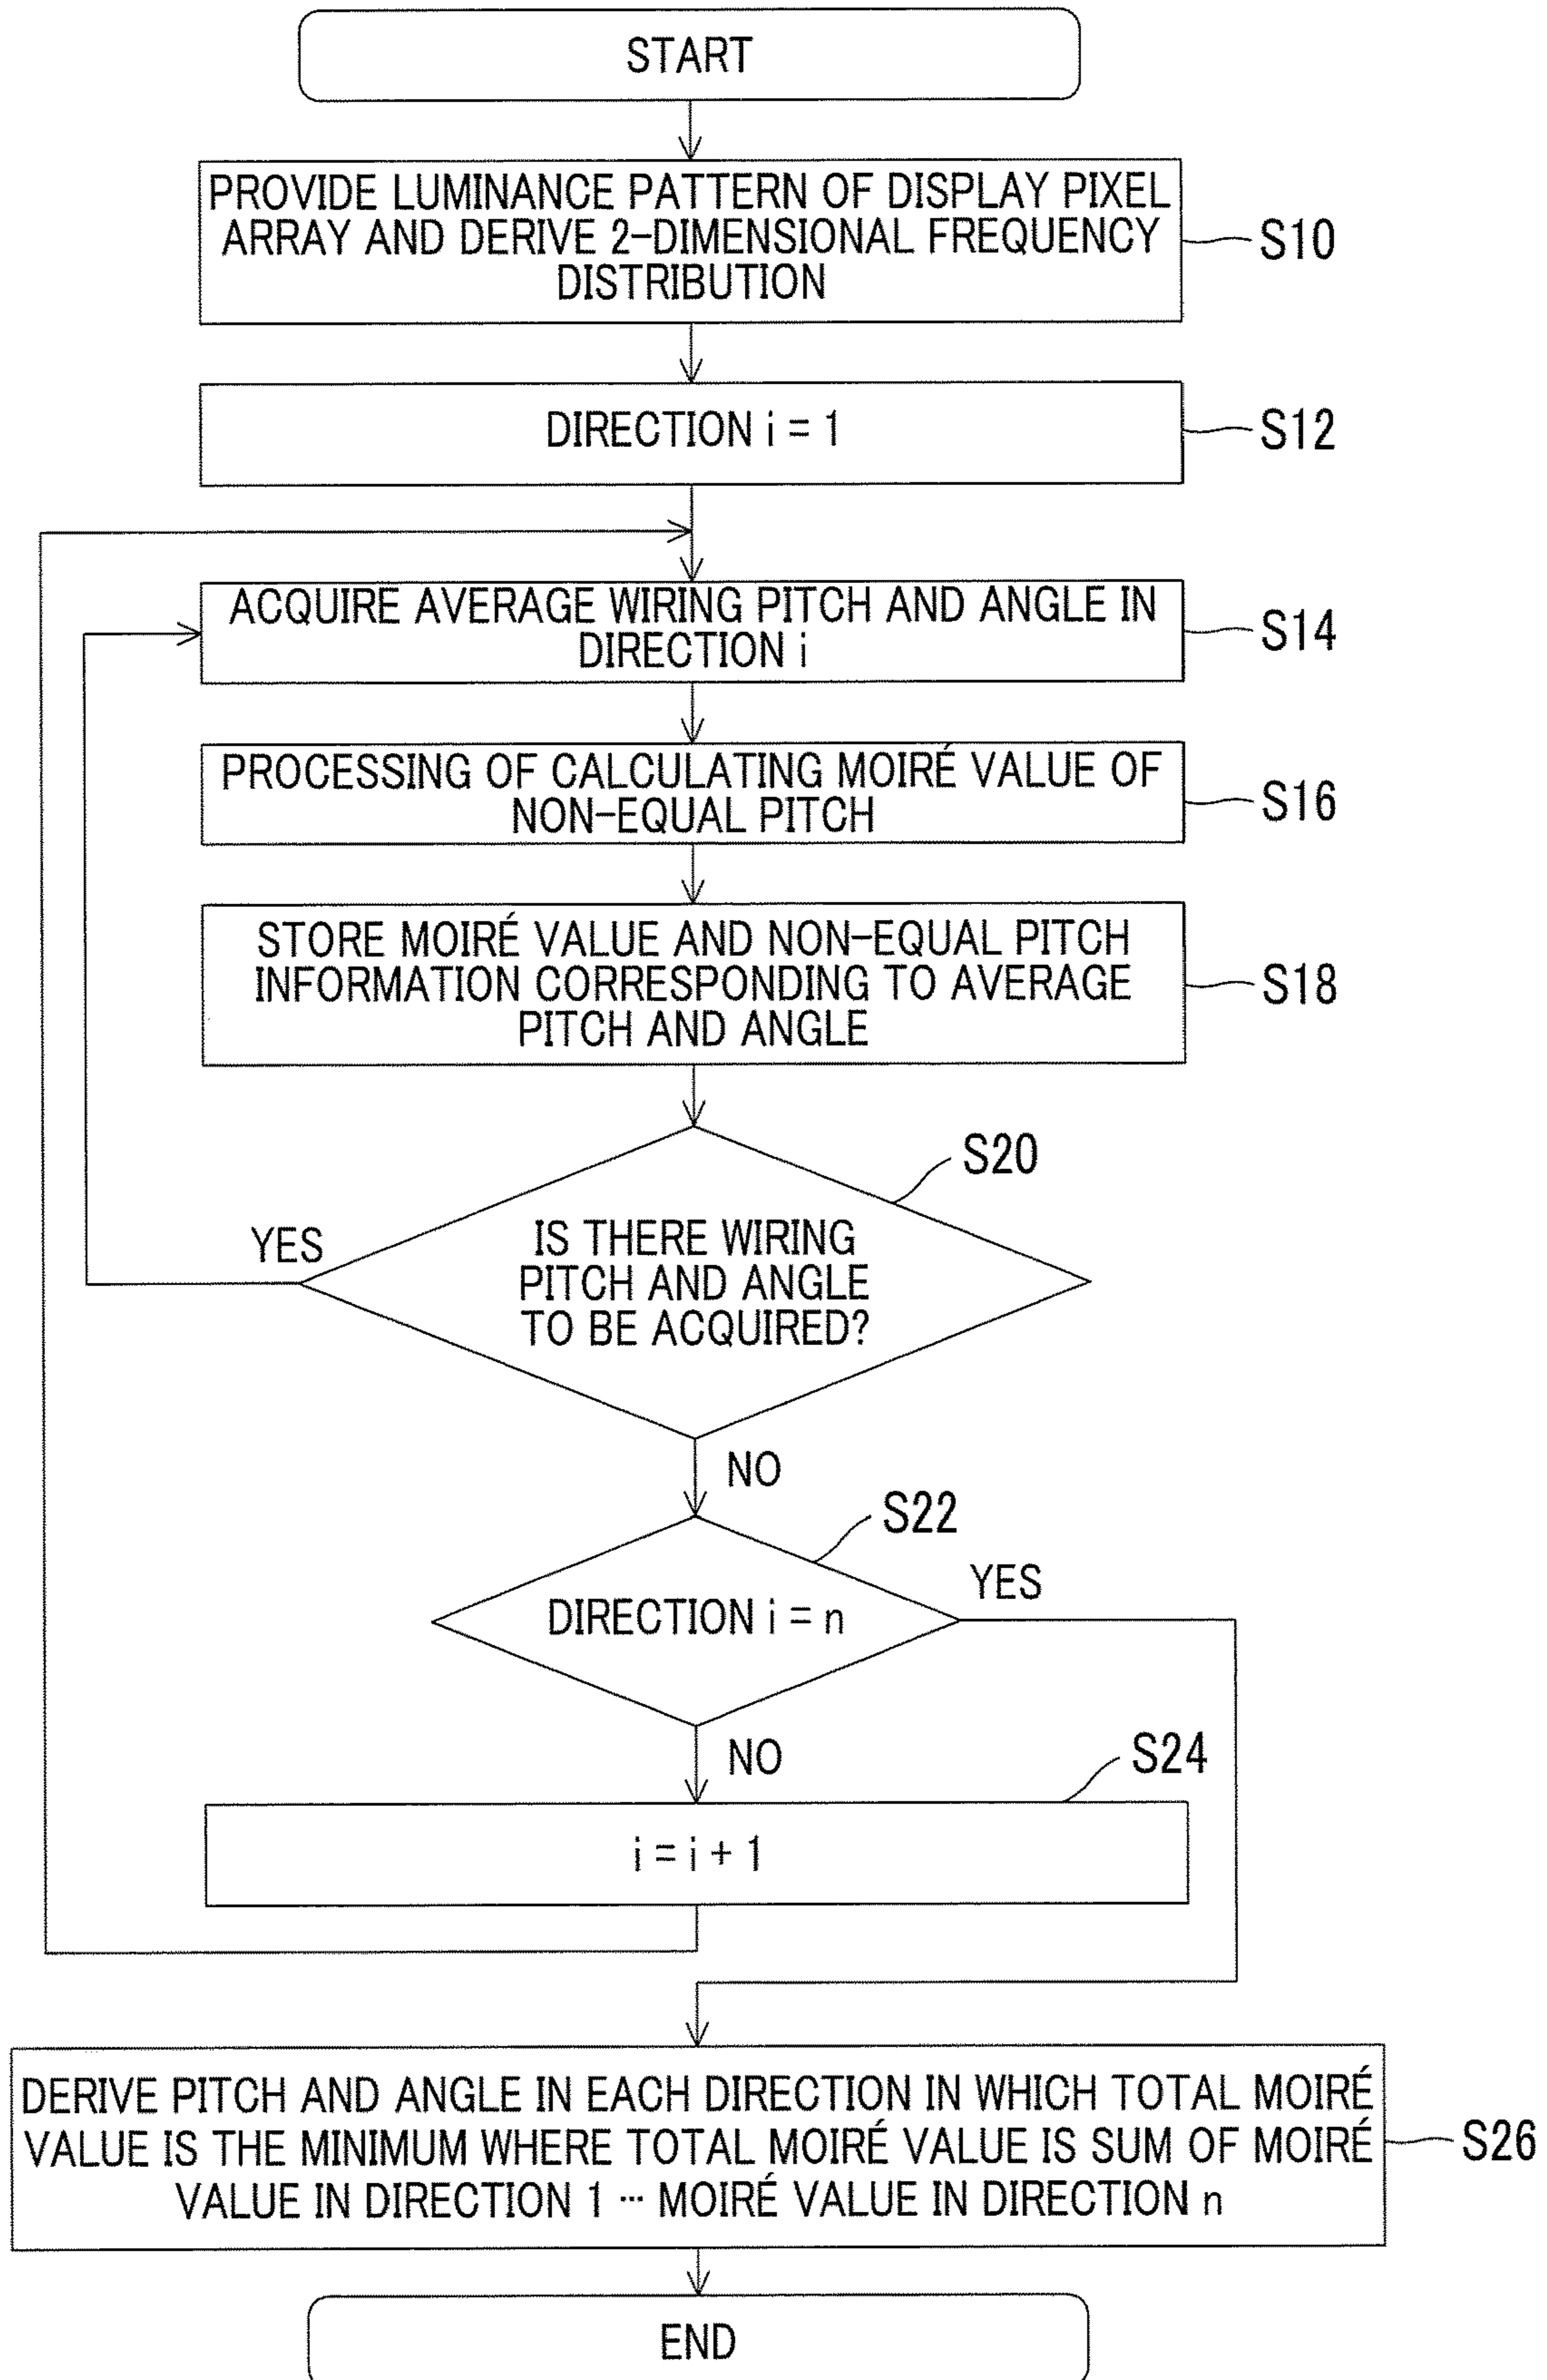 START
PROVIDE LUMINANCE PATTERN OF DISPLAY PIXEL
ARRAY AND DERIVE 2-DIMENSIONAL FREQUENCY
DISTRIBUTION
S10
DIRECTION i = 1
S12
ACQUIRE AVERAGE WIRING PITCH AND ANGLE IN
DIRECTION i
S14
PROCESSING OF CALCULATING MOIRÉ VALUE OF
NON-EQUAL PITCH
S16
STORE MOIRÉ VALUE AND NON-EQUAL PITCH
INFORMATION CORRESPONDING TO AVERAGE
PITCH AND ANGLE
S18
S20
YES
IS THERE WIRING
PITCH AND ANGLE
TO BE ACQUIRED?
NO
S22
YES
DIRECTION i = n
NO
S24
i = i + 1
DERIVE PITCH AND ANGLE IN EACH DIRECTION IN WHICH TOTAL MOIRÉ
VALUE IS THE MINIMUM WHERE TOTAL MOIRÉ VALUE IS SUM OF MOIRÉ
VALUE IN DIRECTION 1 ··· MOIRÉ VALUE IN DIRECTION n
S26
END